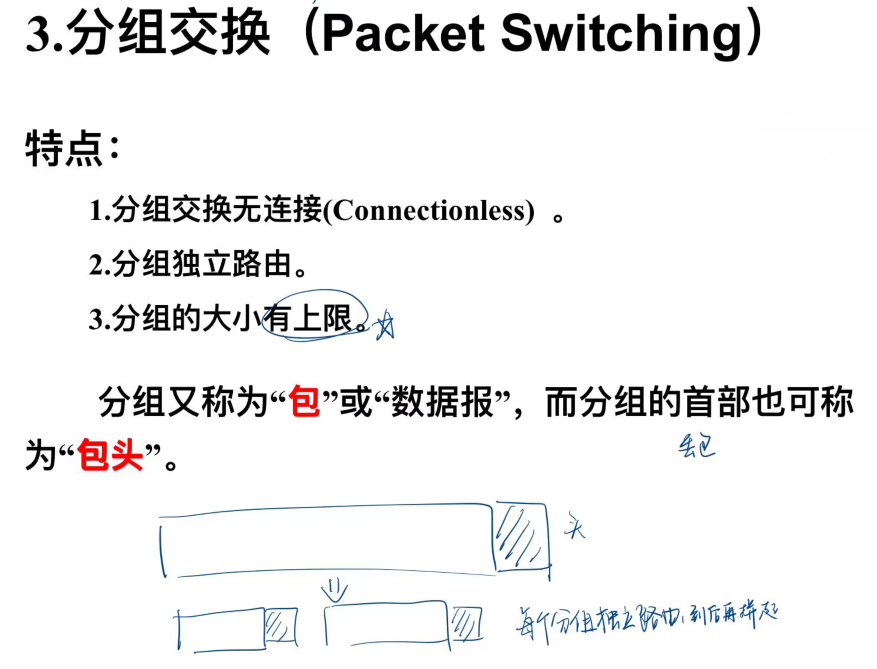 3.分组交换（Packet Switching）
特点：
1.分组交换无连接(Connectionless) 。
2.分组独立路由。
3.分组的大小有上限。
分组又称为“包”或“数据报”，而分组的首部也可称
为“包头”。
丢包
头
每个分组独立路由,到后再拼起